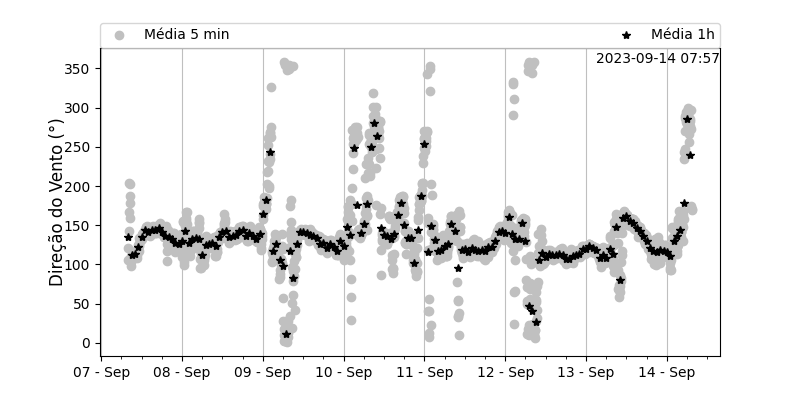 Média 5 min
Média 1h
2023-09-14 07:57
Direção do Vento (°)
350
300
250
200
150
100
50
0
07 - Sep
08 - Sep
09 - Sep
10 - Sep
11 - Sep
12 - Sep
13 - Sep
14 - Sep